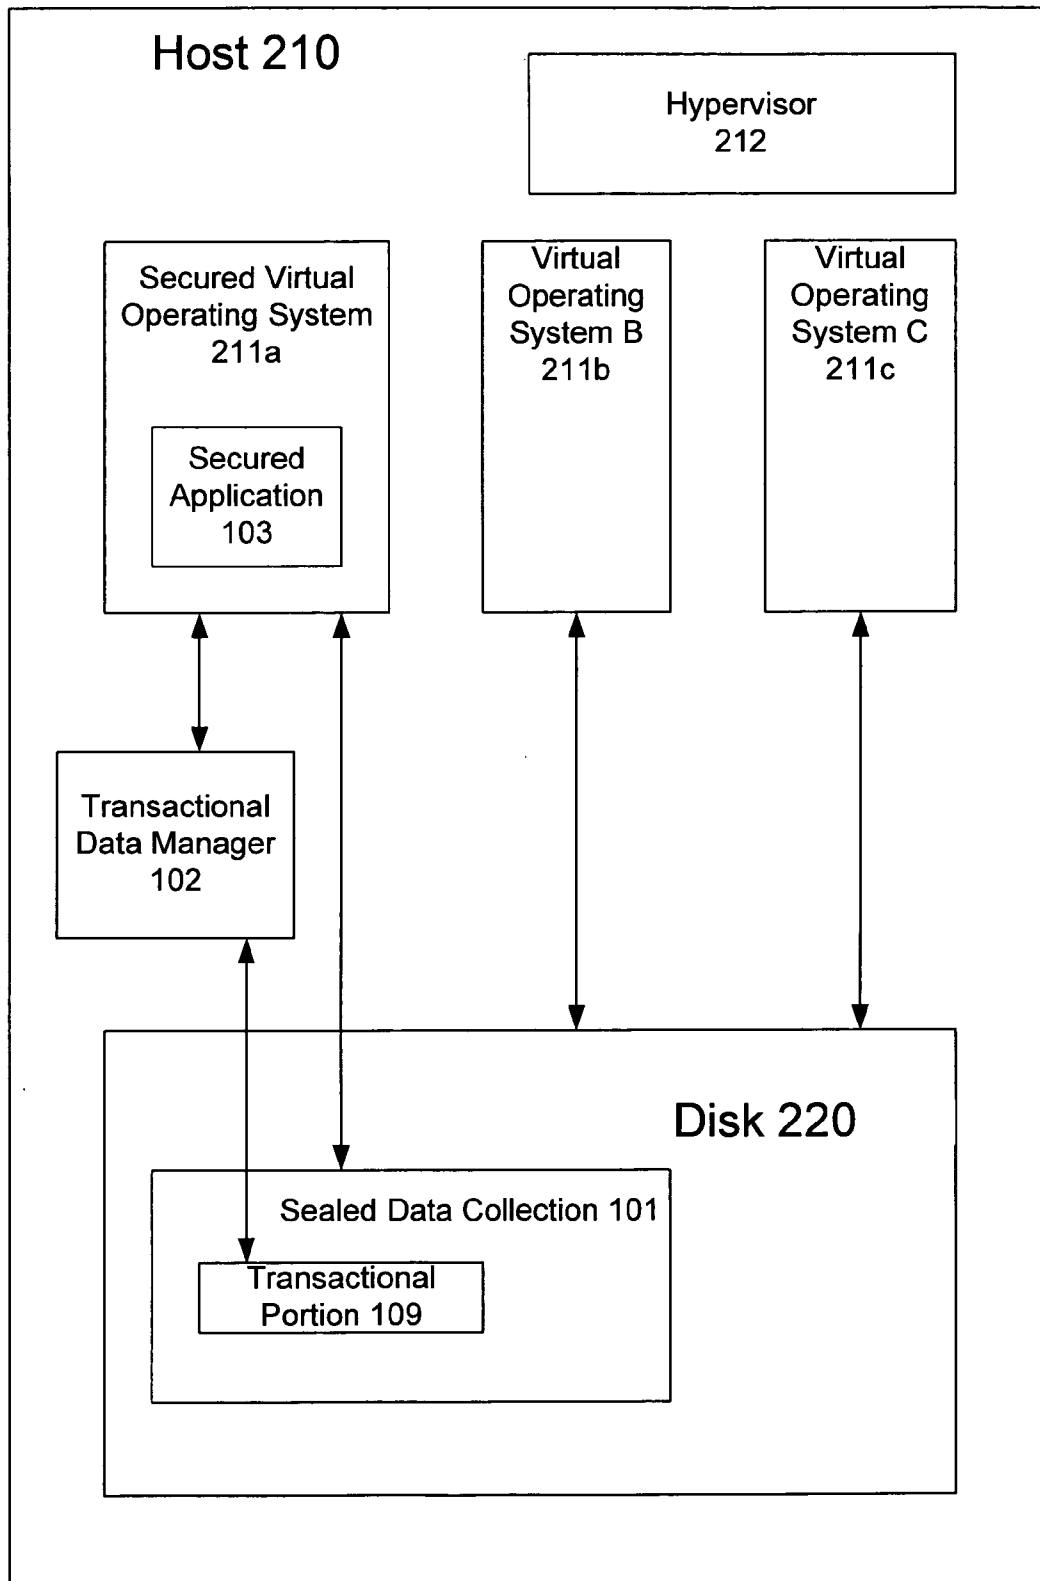 Host 210
Hypervisor
212
Secured Virtual
Operating System
211a
Secured
Application
103
Virtual
Operating
System B
211b
Virtual
Operating
System C
211c
Transactional
Data Manager
102
Disk 220
Sealed Data Collection 101
Transactional
Portion 109